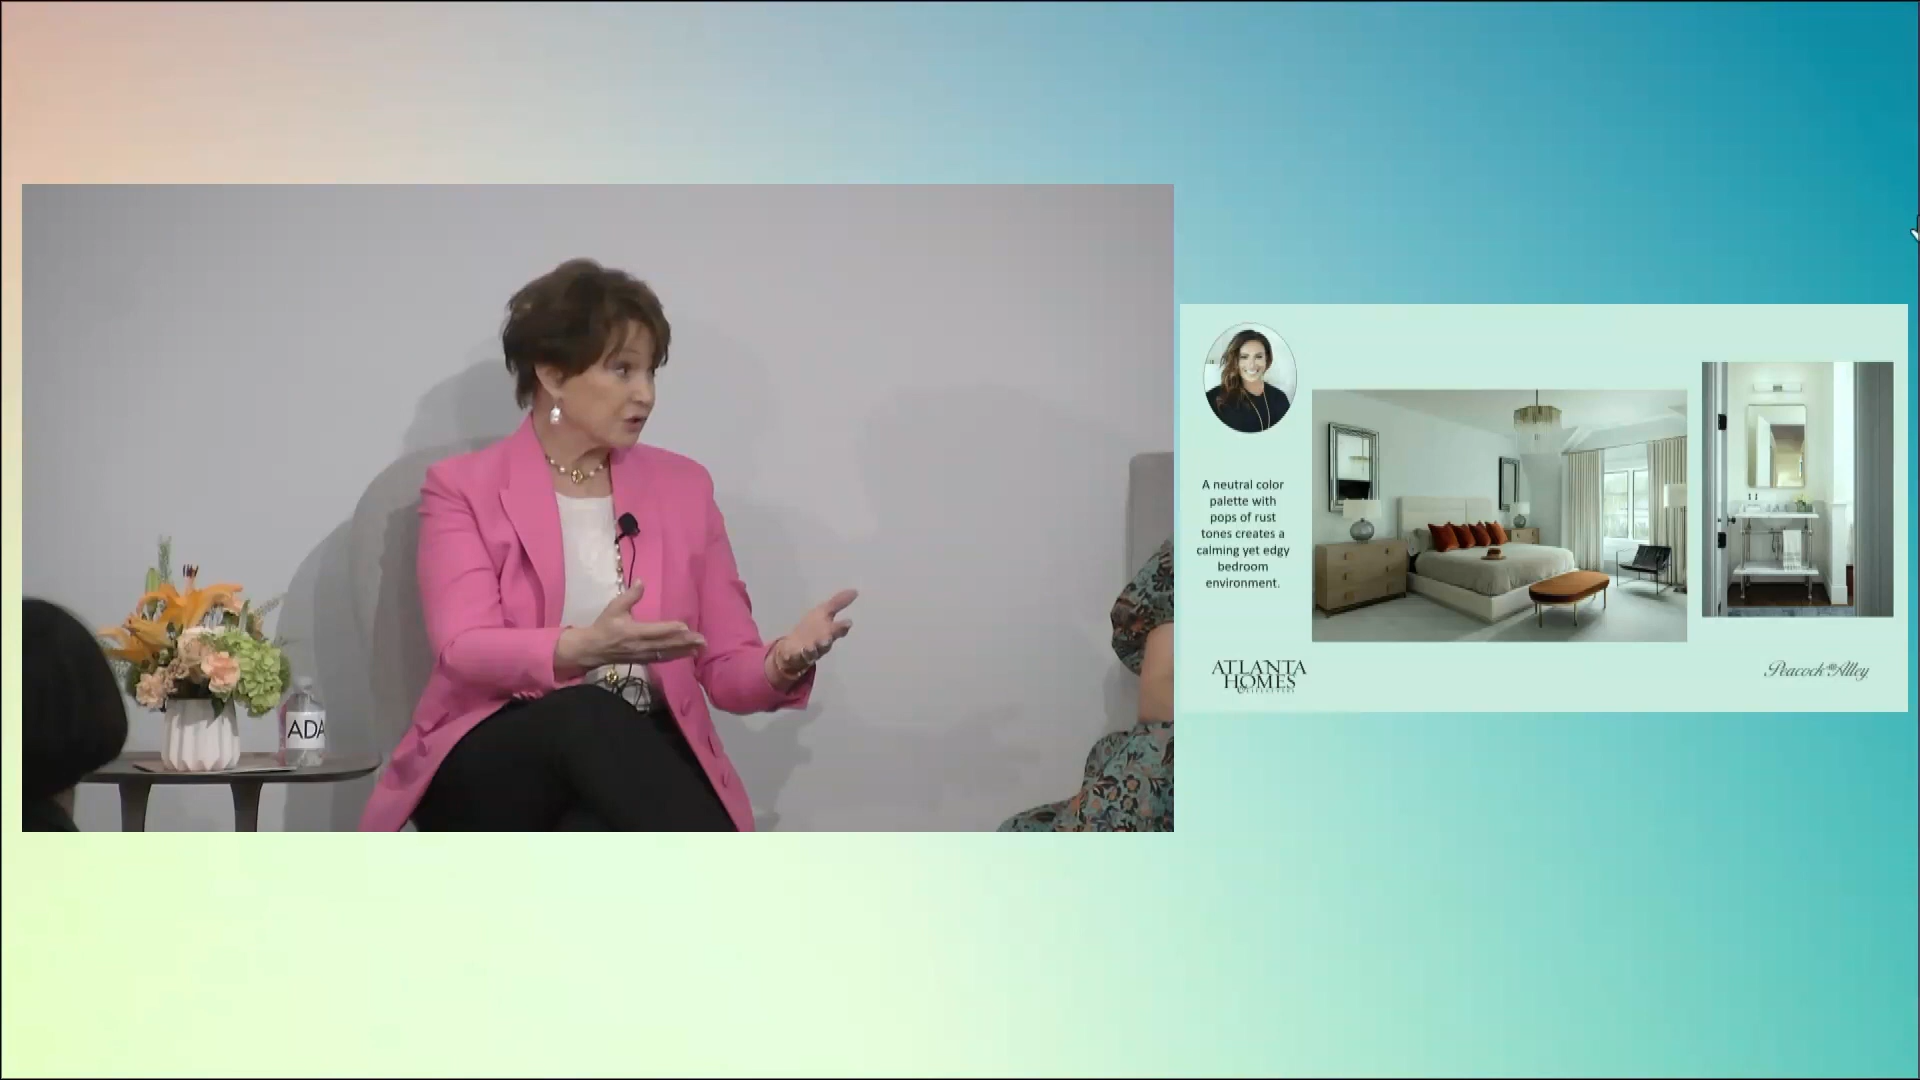 ADA
A neutral color
palette with
pops of rust
tones creates a
calming yet edgy
bedroom
environment.
ATLANTA
HOMES
& LIFESTYLES
Peacock Alley